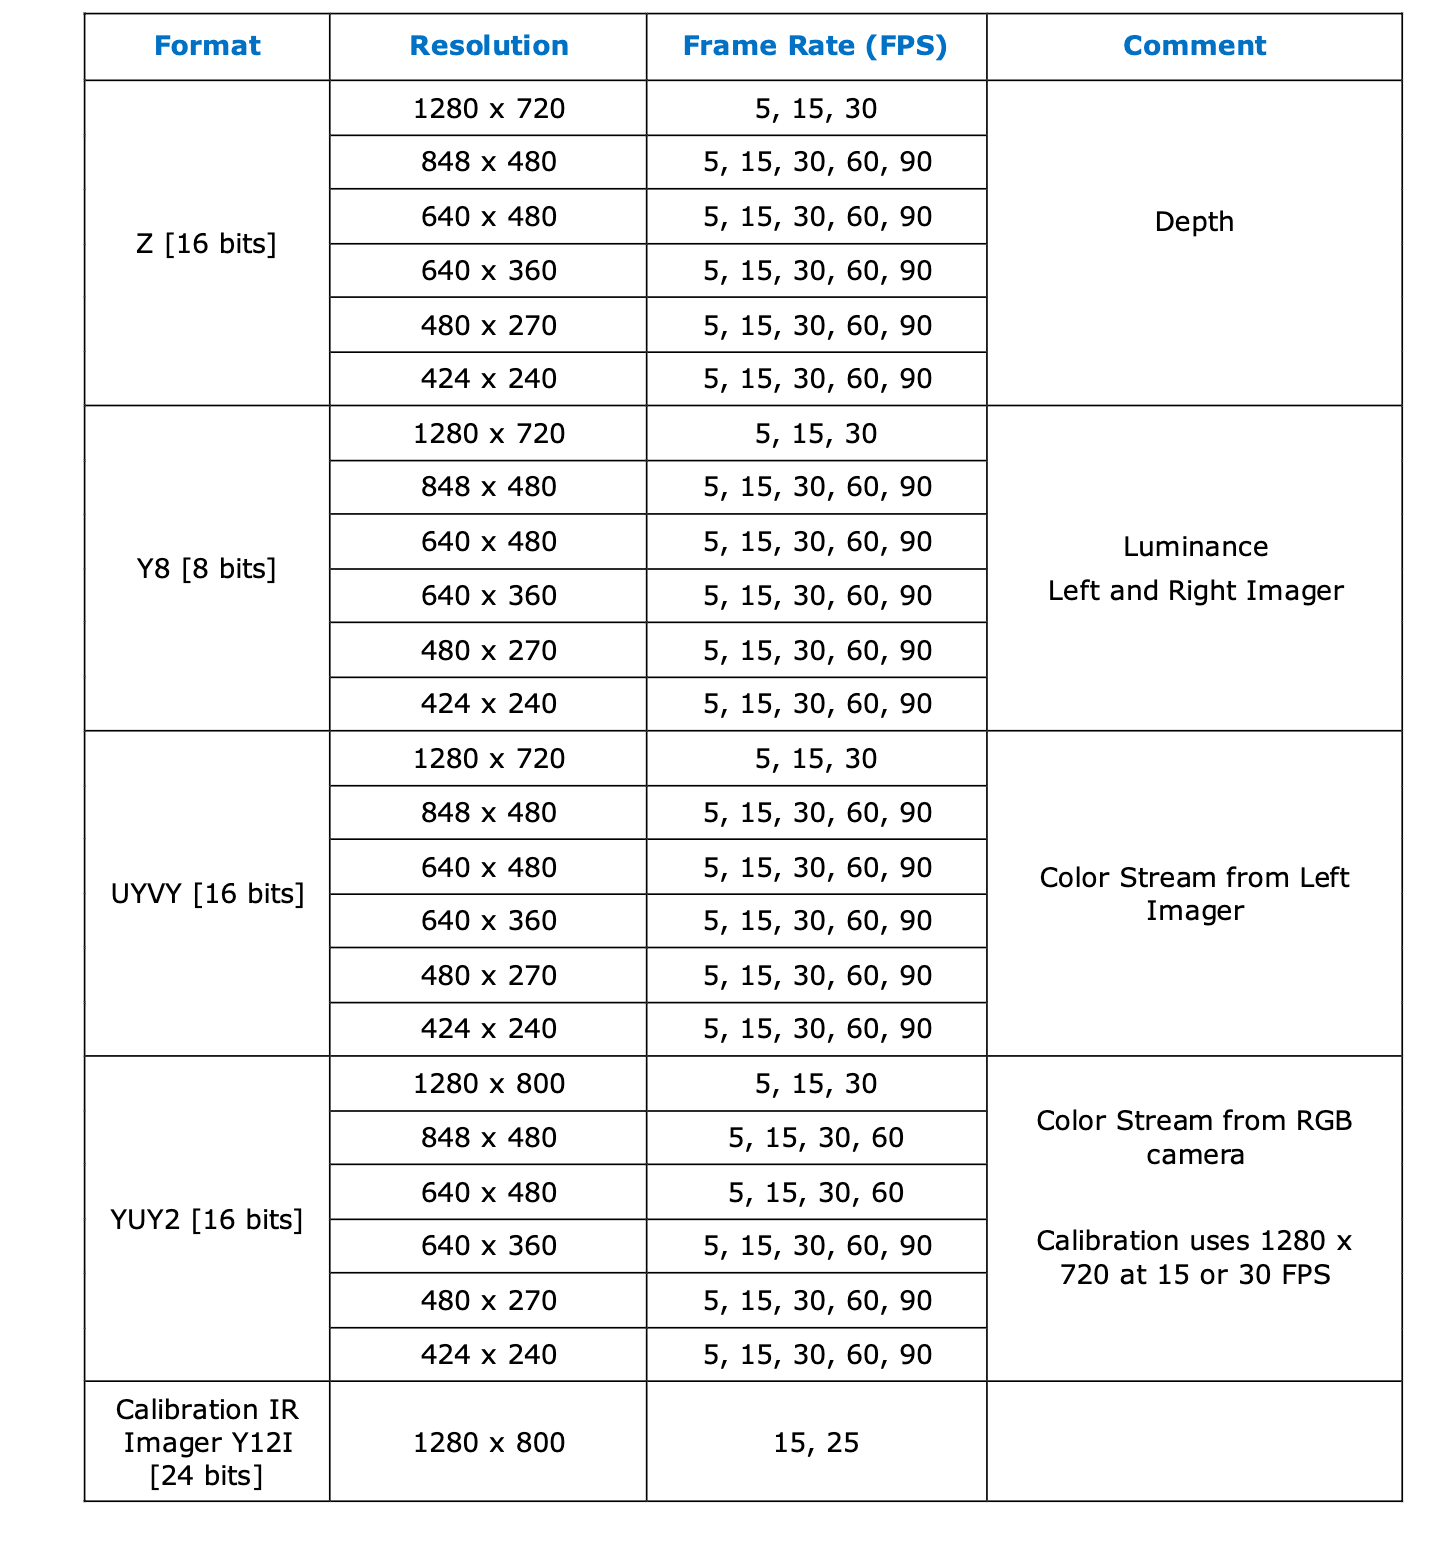 Format Resolution Frame Rate (FPS) Comment
Z [16 bits]
1280 x 720 5, 15, 30
848 x 480 5, 15, 30, 60, 90
640 x 480 5, 15, 30, 60, 90
640 x 360 5, 15, 30, 60, 90
480 x 270 5, 15, 30, 60, 90
424 x 240 5, 15, 30, 60, 90
Depth
Y8 [8 bits]
1280 x 720 5, 15, 30
848 x 480 5, 15, 30, 60, 90
640 x 480 5, 15, 30, 60, 90
640 x 360 5, 15, 30, 60, 90
480 x 270 5, 15, 30, 60, 90
424 x 240 5, 15, 30, 60, 90
Luminance
Left and Right Imager
UYVY [16 bits]
1280 x 720 5, 15, 30
848 x 480 5, 15, 30, 60, 90
640 x 480 5, 15, 30, 60, 90
640 x 360 5, 15, 30, 60, 90
480 x 270 5, 15, 30, 60, 90
424 x 240 5, 15, 30, 60, 90
Color Stream from Left
Imager
YUY2 [16 bits]
1280 x 800 5, 15, 30
848 x 480 5, 15, 30, 60
640 x 480 5, 15, 30, 60
640 x 360 5, 15, 30, 60, 90
480 x 270 5, 15, 30, 60, 90
424 x 240 5, 15, 30, 60, 90
Color Stream from RGB
camera
Calibration uses 1280 x
720 at 15 or 30 FPS
Calibration IR
Imager Y12I
[24 bits]
1280 x 800 15, 25